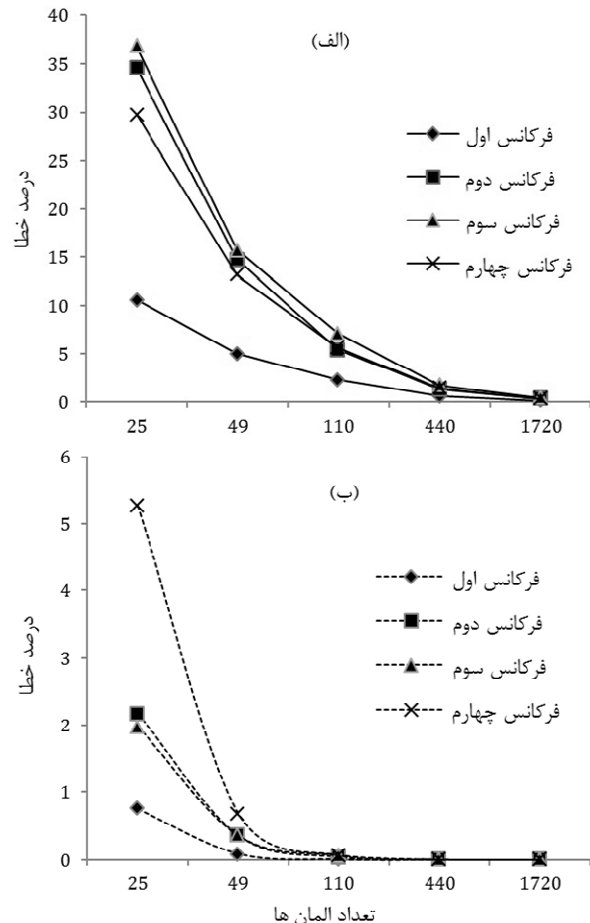 (الف)
درصد خطا
40
35
30
25
20
15
10
5
0
فرکانس اول
فرکانس دوم
فرکانس سوم
فرکانس چهارم
25 49 110 440 1720
(ب)
درصد خطا
6
5
4
3
2
1
0
فرکانس اول
فرکانس دوم
فرکانس سوم
فرکانس چهارم
25 49 110 440 1720
تعداد المان ها